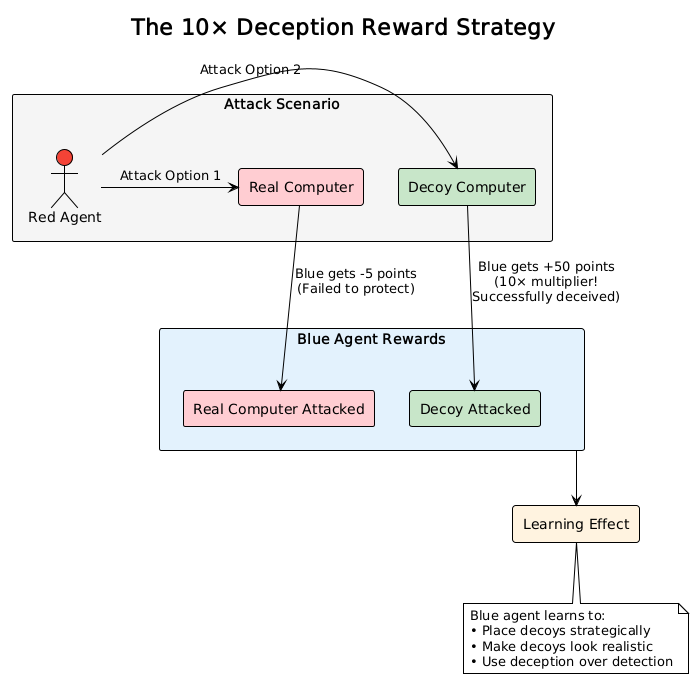 The 10× Deception Reward Strategy
Attack Option 2
Attack Scenario
Attack Option 1
Real Computer
Decoy Computer
Red Agent
Blue gets -5 points
(Failed to protect)
Blue gets +50 points
(10× multiplier!
Successfully deceived)
Blue Agent Rewards
Real Computer Attacked
Decoy Attacked
Learning Effect
Blue agent learns to:
• Place decoys strategically
• Make decoys look realistic
• Use deception over detection